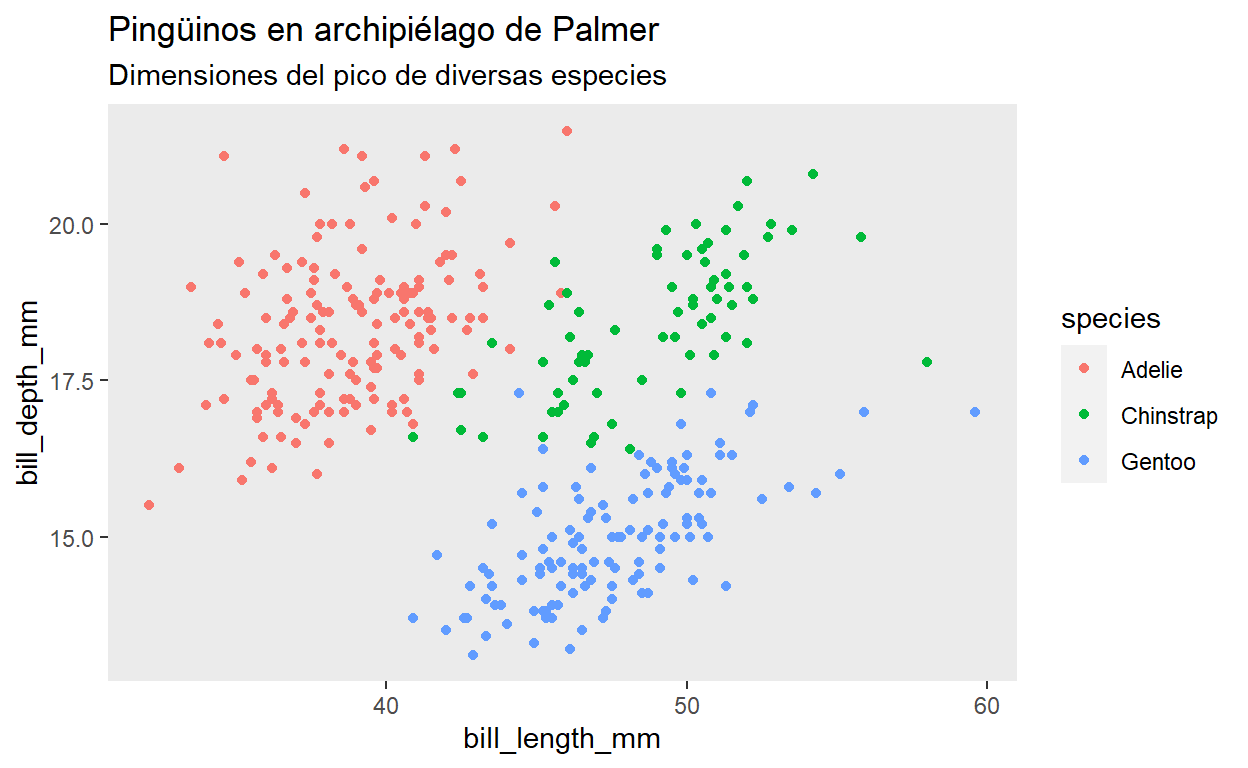 Pingüinos en archipiélago de Palmer
Dimensiones del pico de diversas especies
bill_depth_mm
20.0
17.5
15.0
40
50
60
bill_length_mm
species
Adelie
Chinstrap
Gentoo